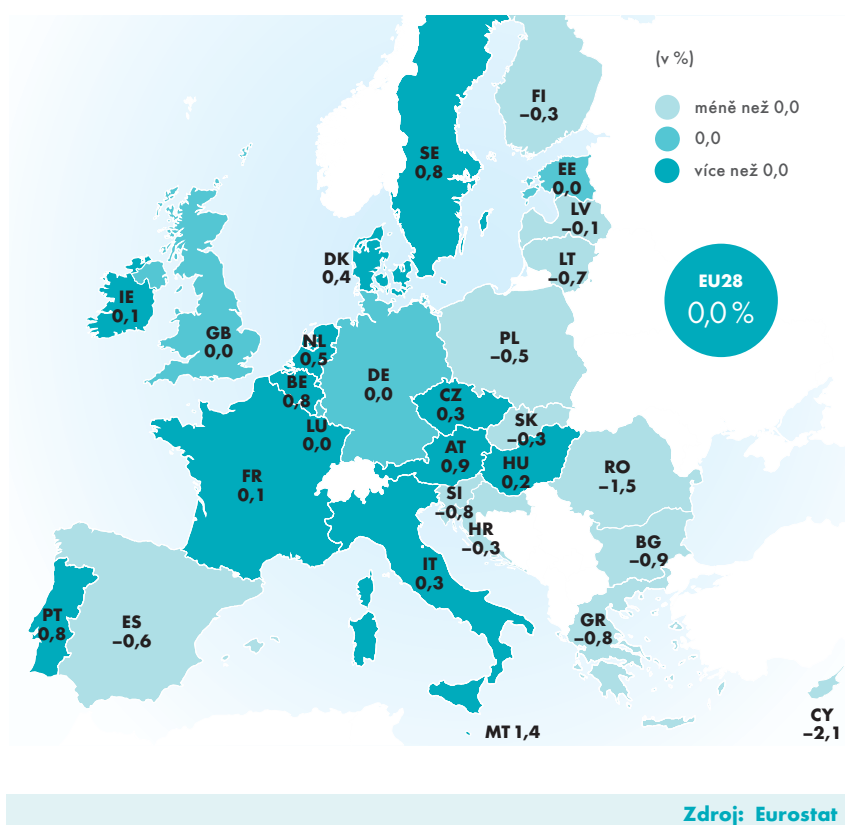 (v %)
méně než 0,0
0,0
více než 0,0
EU28
0,0 %
FI
−0,3
SE
0,8
EE
0,0
LV
−0,1
LT
−0,7
DK
0,4
IE
0,1
GB
0,0
NL
0,5
BE
0,8
LU
0,0
DE
0,0
PL
−0,5
CZ
0,3
SK
−0,3
AT
0,9
HU
0,2
RO
−1,5
FR
0,1
SI
−0,8
HR
−0,3
BG
−0,9
IT
0,3
PT
0,8
ES
−0,6
GR
−0,8
MT 1,4
CY
−2,1
Zdroj: Eurostat